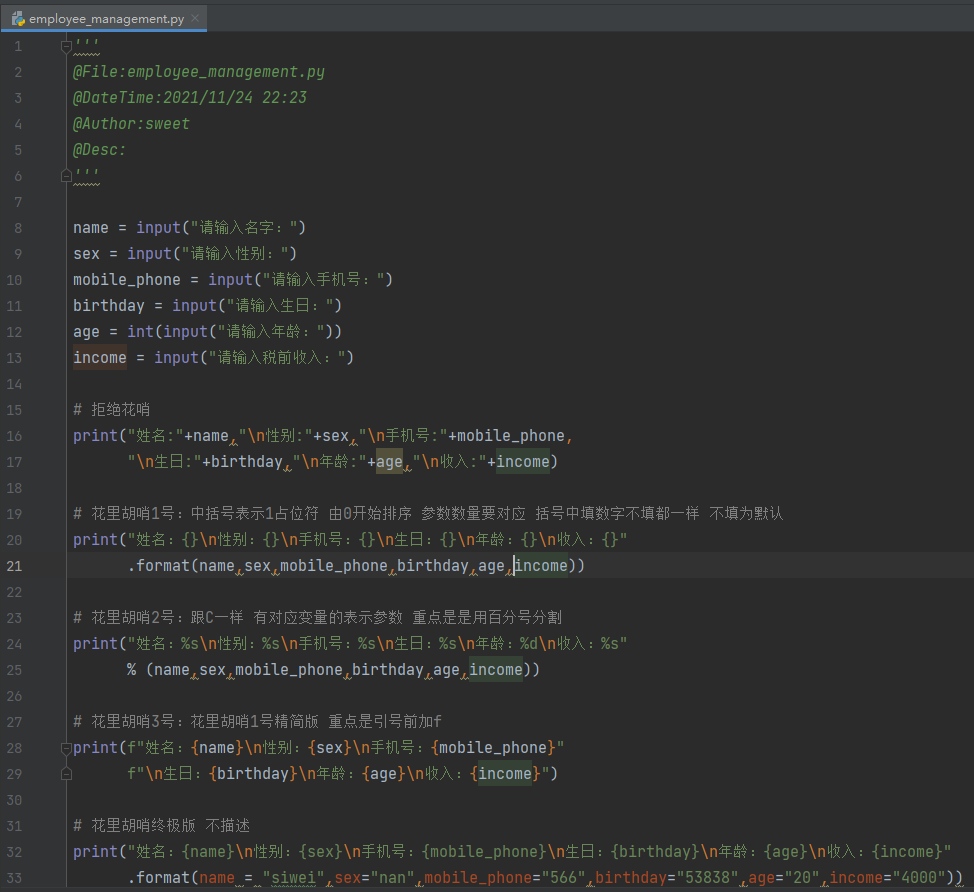 employee_management.py
1 '''
2 @File:employee_management.py
3 @DateTime:2021/11/24 22:23
4 @Author:sweet
5 @Desc:
6 '''
7
8 name = input("请输入名字：")
9 sex = input("请输入性别：")
10 mobile_phone = input("请输入手机号：")
11 birthday = input("请输入生日：")
12 age = int(input("请输入年龄："))
13 income = input("请输入税前收入：")
14
15 # 拒绝花哨
16 print("姓名:"+name,"\n性别:"+sex,"\n手机号:"+mobile_phone,
17 "\n生日:"+birthday,"\n年龄:"+age,"\n收入:"+income)
18
19 # 花里胡哨1号：中括号表示1占位符 由0开始排序 参数数量要对应 括号中填数字不填都一样 不填为默认
20 print("姓名：{}\n性别：{}\n手机号：{}\n生日：{}\n年龄：{}\n收入：{}"
21 .format(name,sex,mobile_phone,birthday,age,income))
22
23 # 花里胡哨2号：跟C一样 有对应变量的表示参数 重点是是用百分号分割
24 print("姓名：%s\n性别：%s\n手机号：%s\n生日：%s\n年龄：%d\n收入：%s"
25 % (name,sex,mobile_phone,birthday,age,income))
26
27 # 花里胡哨3号：花里胡哨1号精简版 重点是引号前加f
28 print(f"姓名：{name}\n性别：{sex}\n手机号：{mobile_phone}"
29 f"\n生日：{birthday}\n年龄：{age}\n收入：{income}")
30
31 # 花里胡哨终极版 不描述
32 print("姓名：{name}\n性别：{sex}\n手机号：{mobile_phone}\n生日：{birthday}\n年龄：{age}\n收入：{income}"
33 .format(name = "siwei",sex="nan",mobile_phone="566",birthday="53838",age="20",income="4000"))